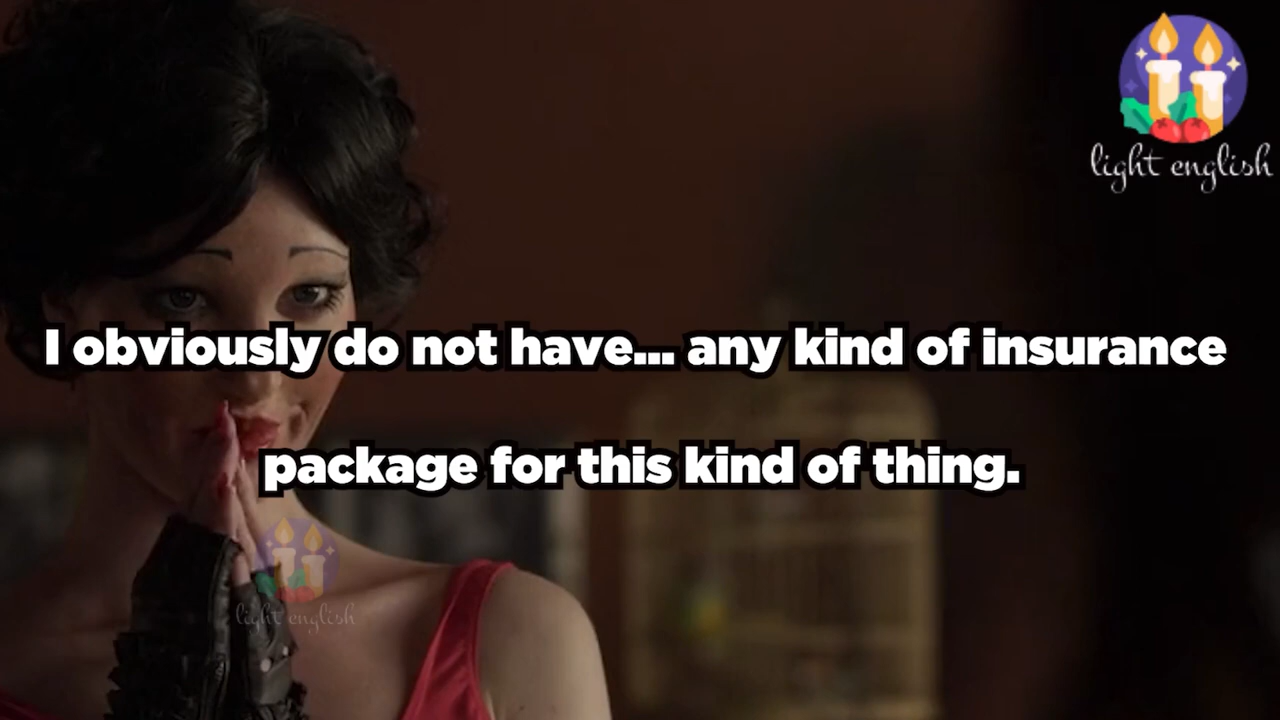 light english
I obviously do not have... any kind of insurance
package for this kind of thing.
light english